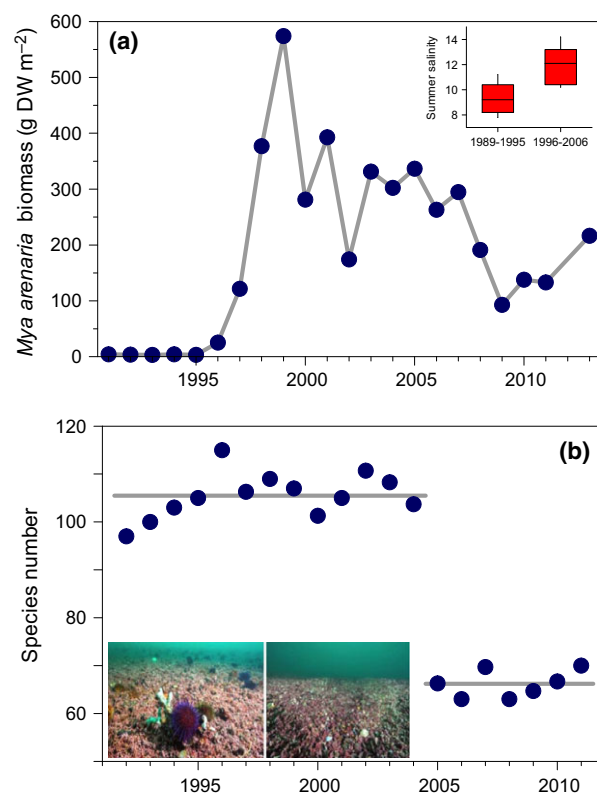 (a)
Mya arenaria biomass (g DW m−2)
600
500
400
300
200
100
0
1995 2000 2005 2010
Summer salinity
14
12
10
8
1989-1995 1996-2006
(b)
Species number
120
100
80
60
1995 2000 2005 2010